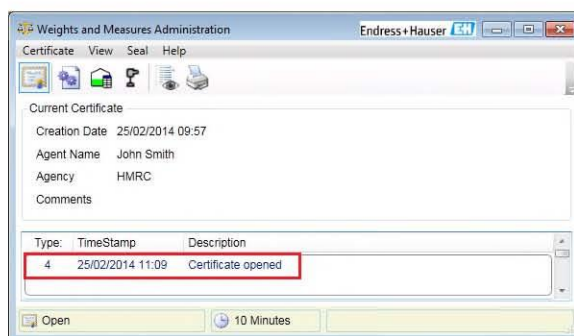 Weights and Measures Administration Endress+Hauser EH
Certificate View Seal Help
Current Certificate
Creation Date 25/02/2014 09:57
Agent Name John Smith
Agency HMRC
Comments
Type: TimeStamp Description
4 25/02/2014 11:09 Certificate opened
Open 10 Minutes